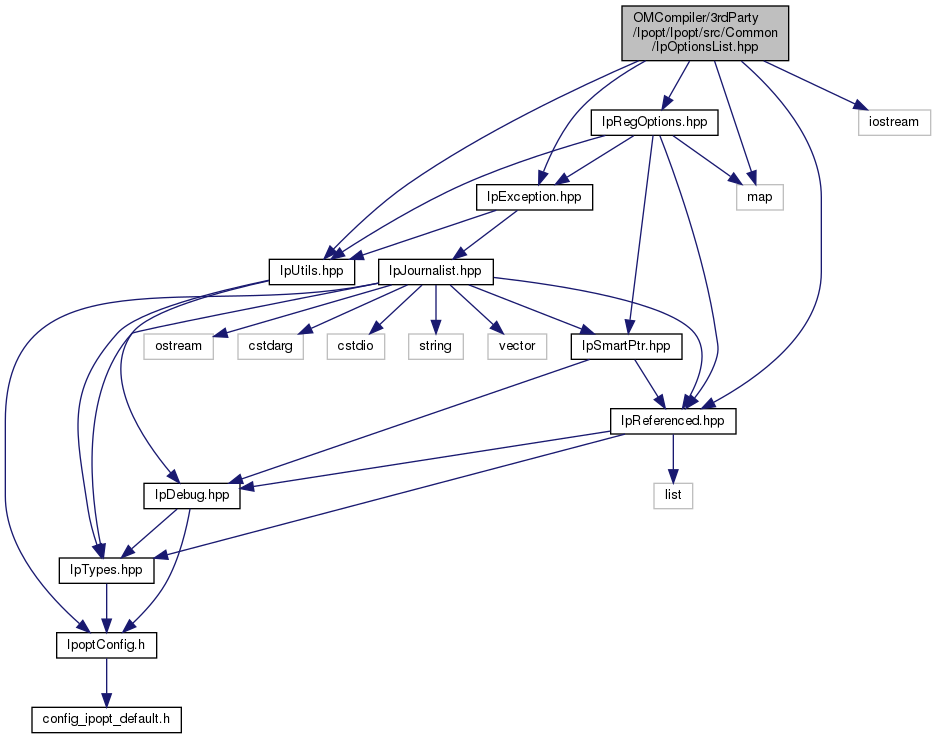 OMCompiler/3rdParty
/Ipopt/Ipopt/src/Common
/IpOptionsList.hpp
IpRegOptions.hpp
iostream
IpException.hpp
map
IpUtils.hpp
IpJournalist.hpp
ostream
cstdarg
cstdio
string
vector
IpSmartPtr.hpp
IpReferenced.hpp
IpDebug.hpp
list
IpTypes.hpp
IpoptConfig.h
config_ipopt_default.h